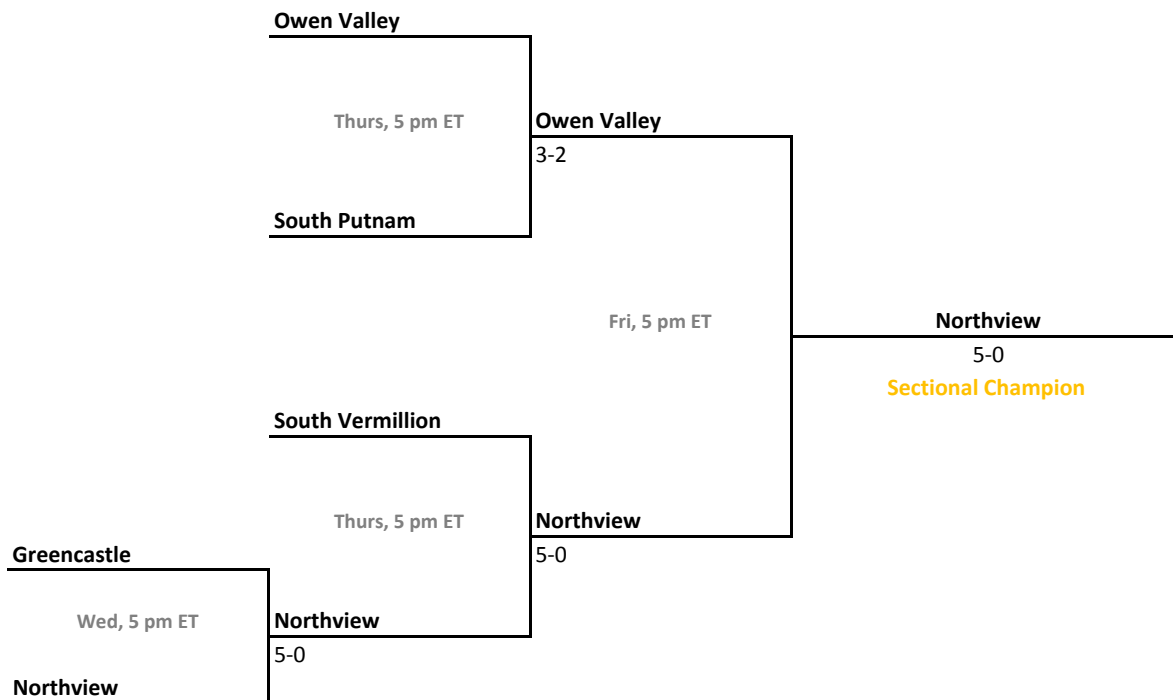 Owen Valley
Thurs, 5 pm ET
Owen Valley
3-2
South Putnam
Fri, 5 pm ET
Northview
5-0
Sectional Champion
South Vermillion
Thurs, 5 pm ET
Northview
5-0
Greencastle
Wed, 5 pm ET
Northview
5-0
Northview